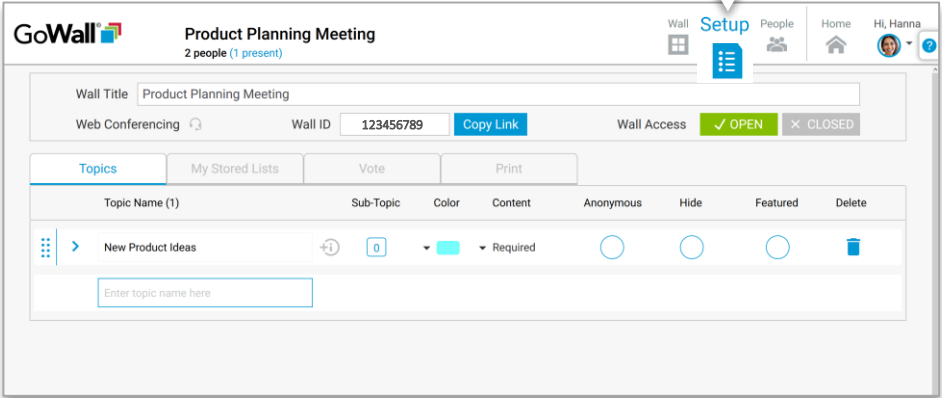 GoWall
Product Planning Meeting
2 people (1 present)
Wall
Setup
People
Home
Hi, Hanna
?
Wall Title Product Planning Meeting
Web Conferencing Wall ID 123456789 Copy Link Wall Access ✓ OPEN × CLOSED
Topics My Stored Lists Vote Print
Topic Name (1) Sub-Topic Color Content Anonymous Hide Featured Delete
New Product Ideas +i 0 Required
Enter topic name here